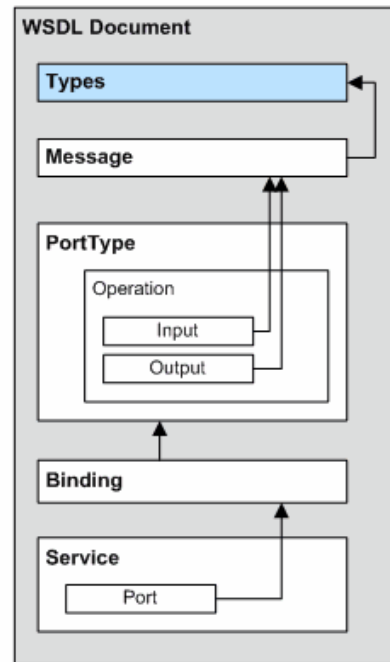 WSDL Document
Types
Message
PortType
Operation
Input
Output
Binding
Service
Port